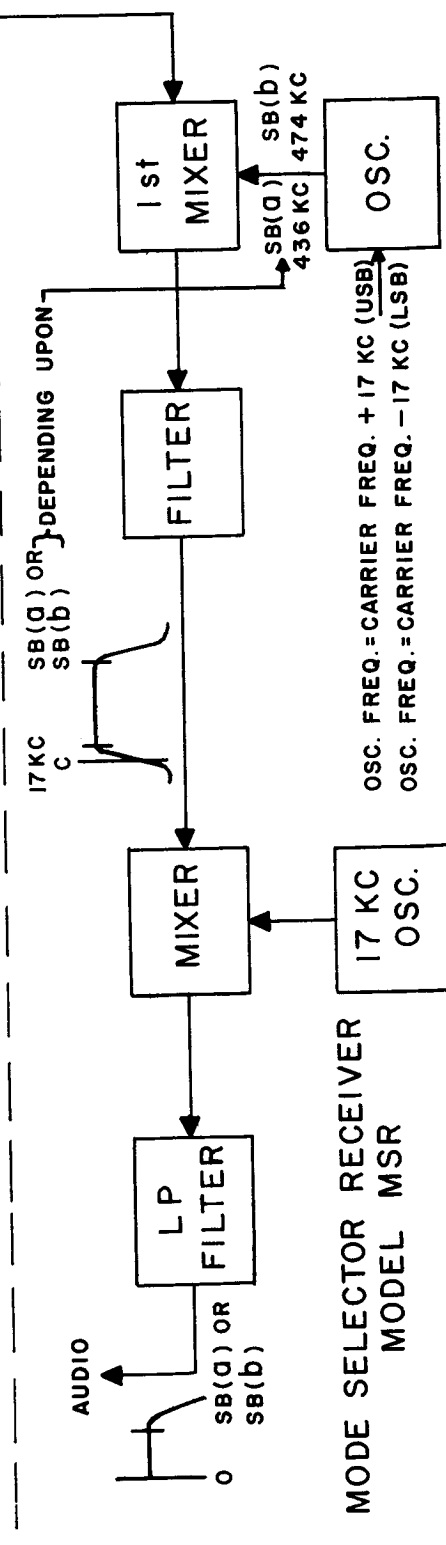 AUDIO
0
SB(a) OR
SB(b)
LP
FILTER
MIXER
17 KC
OSC.
17 KC
C
SB(a) OR
SB(b)
DEPENDING UPON
FILTER
1st
MIXER
SB(a)
436 KC
SB(b)
474 KC
OSC.
OSC. FREQ. = CARRIER FREQ. + 17 KC (USB)
OSC. FREQ. = CARRIER FREQ. - 17 KC (LSB)
MODE SELECTOR RECEIVER
MODEL MSR